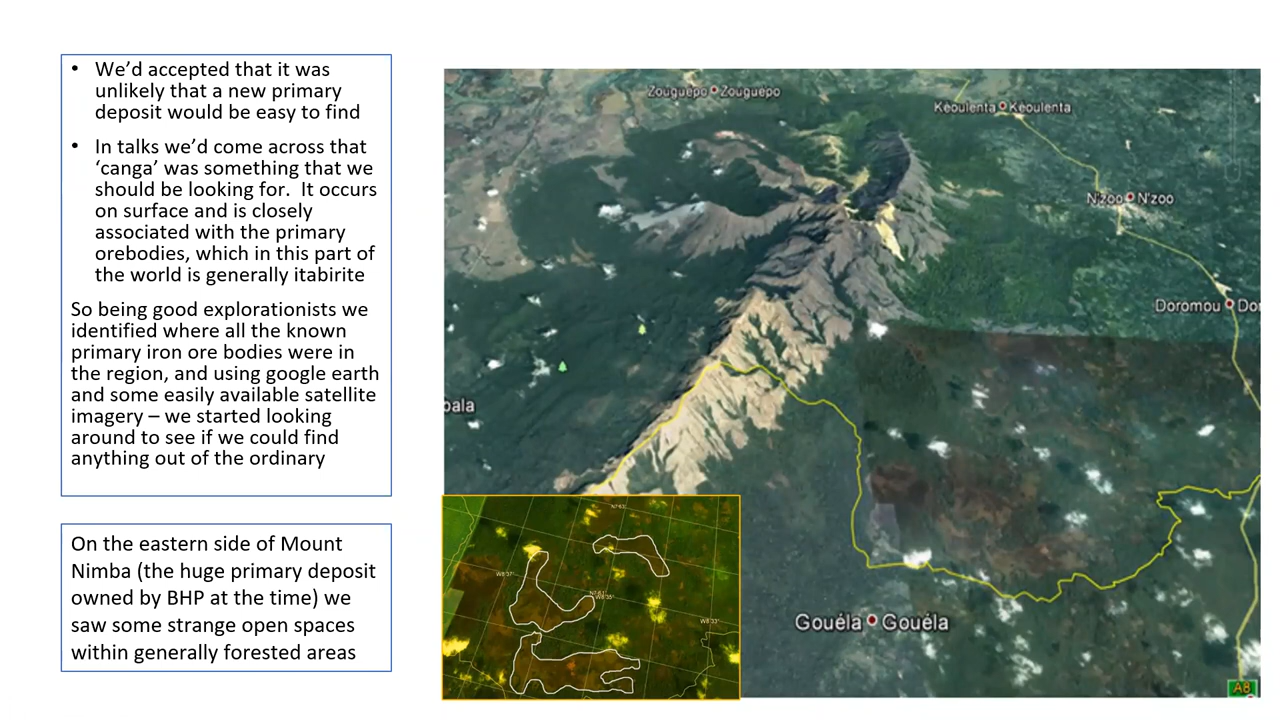 • We’d accepted that it was
unlikely that a new primary
deposit would be easy to find
• In talks we’d come across that
‘canga’ was something that we
should be looking for.  It occurs
on surface and is closely
associated with the primary
orebodies, which in this part of
the world is generally itabirite
So being good explorationists we
identified where all the known
primary iron ore bodies were in
the region, and using google earth
and some easily available satellite
imagery – we started looking
around to see if we could find
anything out of the ordinary
On the eastern side of Mount
Nimba (the huge primary deposit
owned by BHP at the time) we
saw some strange open spaces
within generally forested areas
Zouguépo Zouguépo
Kéoulenta Kéoulenta
N'zoo N'zoo
Doromou Dor
bala
Gouéla Gouéla
A8